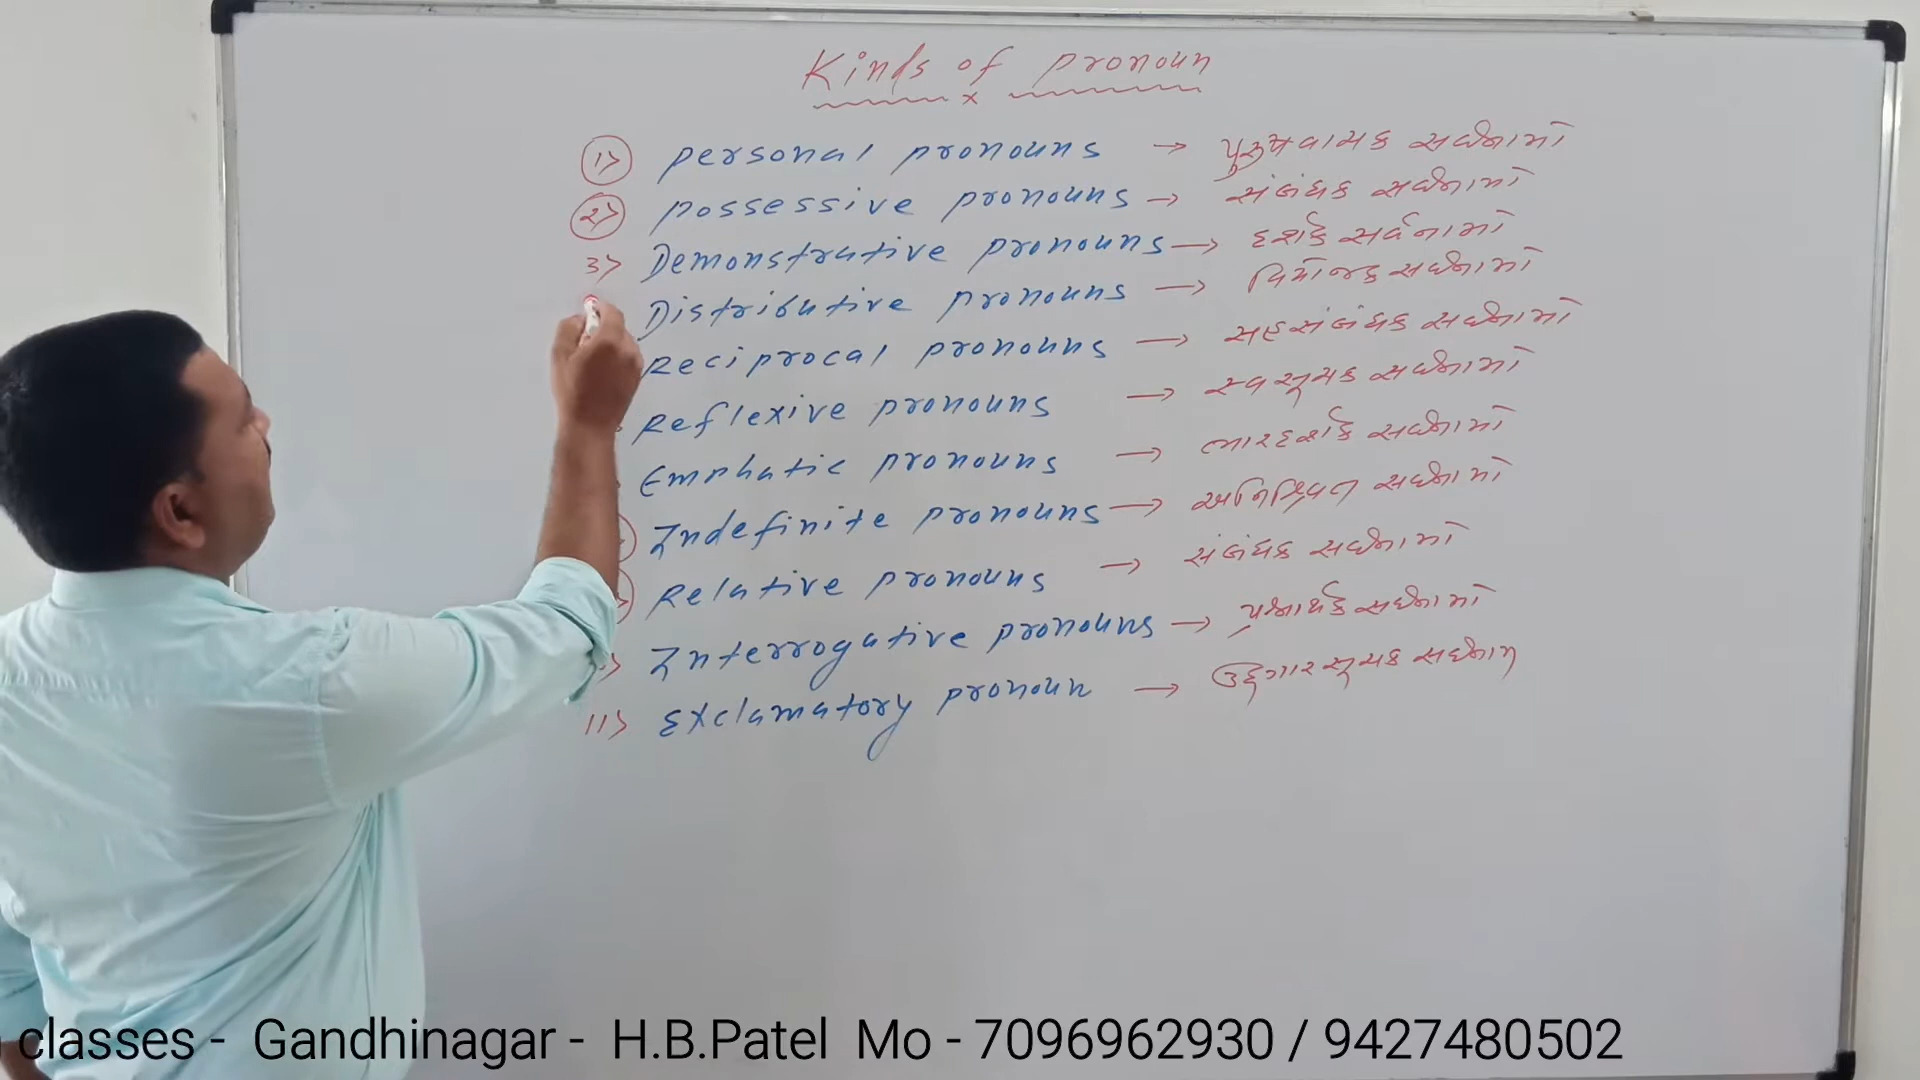 Kinds of pronoun
x
1> personal pronouns → પુરુષવાચક સર્વનામો
2> possessive pronouns → સંબંધક સર્વનામો
3> Demonstrative pronouns → દર્શક સર્વનામો
Distributive pronouns → વિભાજક સર્વનામો
Reciprocal pronouns → સહસંબંધક સર્વનામો
Reflexive pronouns → સ્વસૂચક સર્વનામો
Emphatic pronouns → ભારદર્શક સર્વનામો
Indefinite pronouns → અનિશ્ચિત સર્વનામો
Relative pronouns → સંબંધક સર્વનામો
Interrogative pronouns → પ્રશ્નાર્થક સર્વનામો
11> Exclamatory pronoun → ઉદ્ગારસૂચક સર્વનામ
classes - Gandhinagar - H.B.Patel Mo - 7096962930 / 9427480502